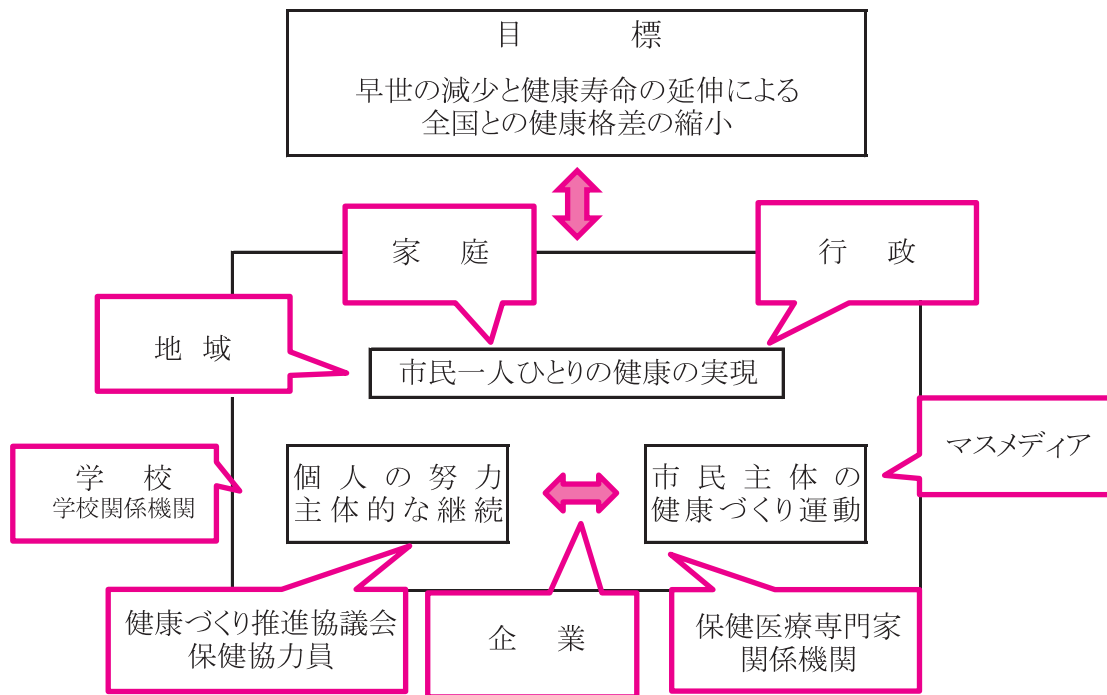 目標
早世の減少と健康寿命の延伸による
全国との健康格差の縮小
家庭
行政
地域
市民一人ひとりの健康の実現
マスメディア
学校
学校関係機関
個人の努力
主体的な継続
市民主体の
健康づくり運動
健康づくり推進協議会
保健協力員
企業
保健医療専門家
関係機関